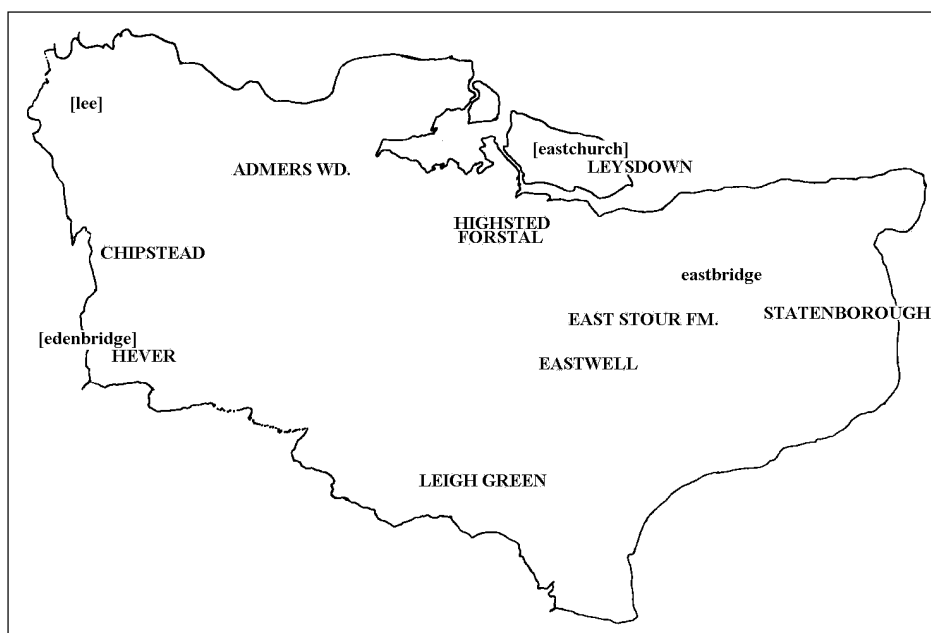 [lee]
[eastchurch]
LEYSDOWN
ADMERS WD.
HIGHSTED
FORSTAL
CHIPSTEAD
eastbridge
STATENBOROUGH
EAST STOUR FM.
[edenbridge]
HEVER
EASTWELL
LEIGH GREEN